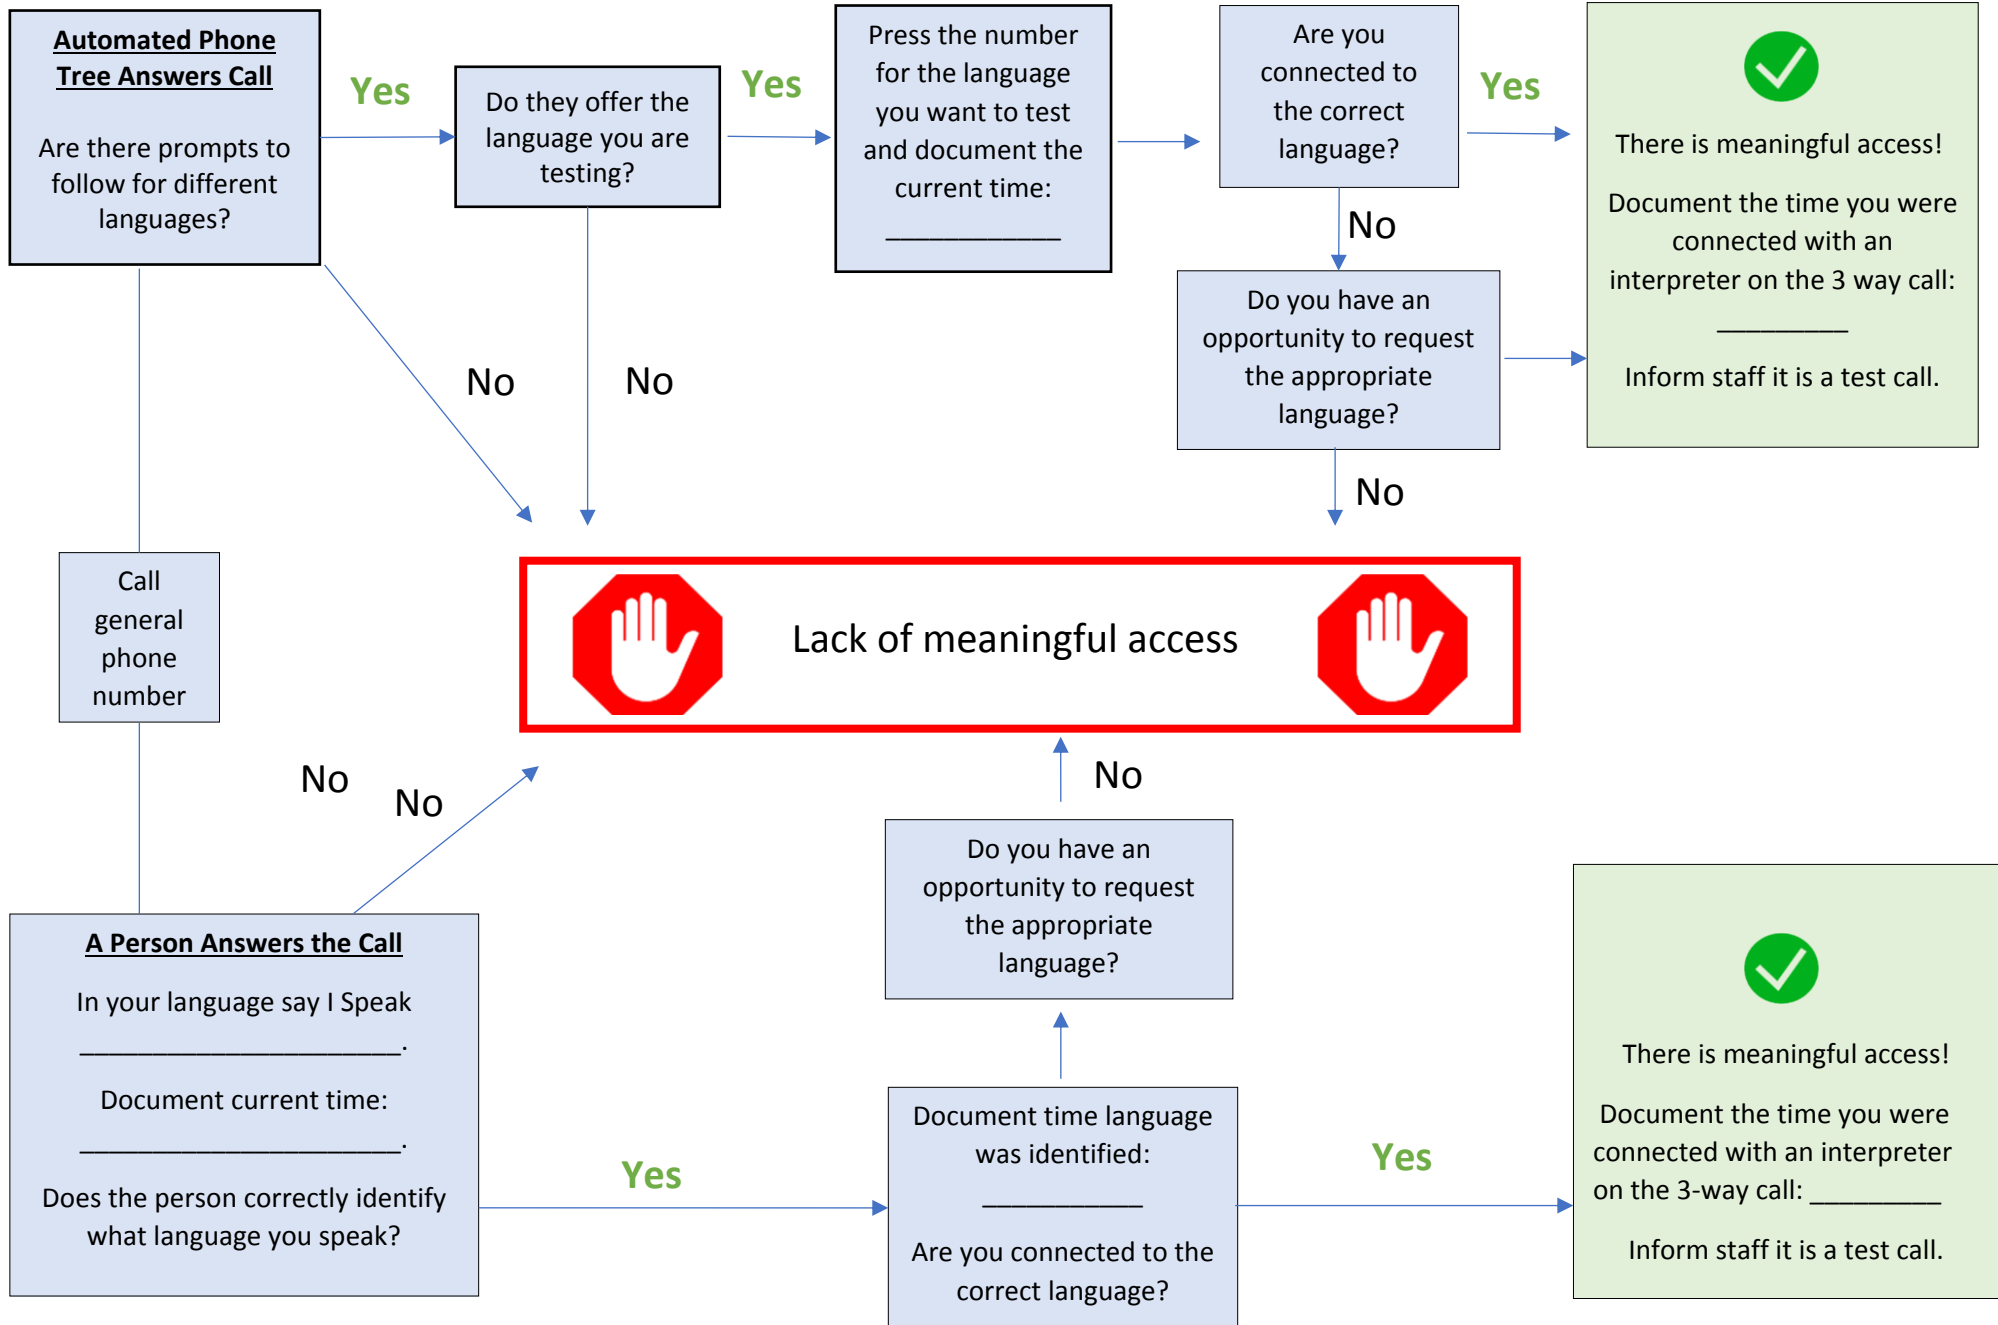 Automated Phone
Tree Answers Call
Are there prompts to
follow for different
languages?
Yes
Do they offer the
language you are
testing?
Yes
Press the number
for the language
you want to test
and document the
current time:
____________
Are you
connected to
the correct
language?
Yes
There is meaningful access!
Document the time you were
connected with an
interpreter on the 3 way call:
_________
Inform staff it is a test call.
No
Do you have an
opportunity to request
the appropriate
language?
No
No
No
Call
general
phone
number
Lack of meaningful access
No
No
No
Do you have an
opportunity to request
the appropriate
language?
A Person Answers the Call
In your language say I Speak
______________________.
Document current time:
______________________.
Does the person correctly identify
what language you speak?
Yes
Document time language
was identified:
___________
Are you connected to the
correct language?
Yes
There is meaningful access!
Document the time you were
connected with an interpreter
on the 3-way call: _________
Inform staff it is a test call.